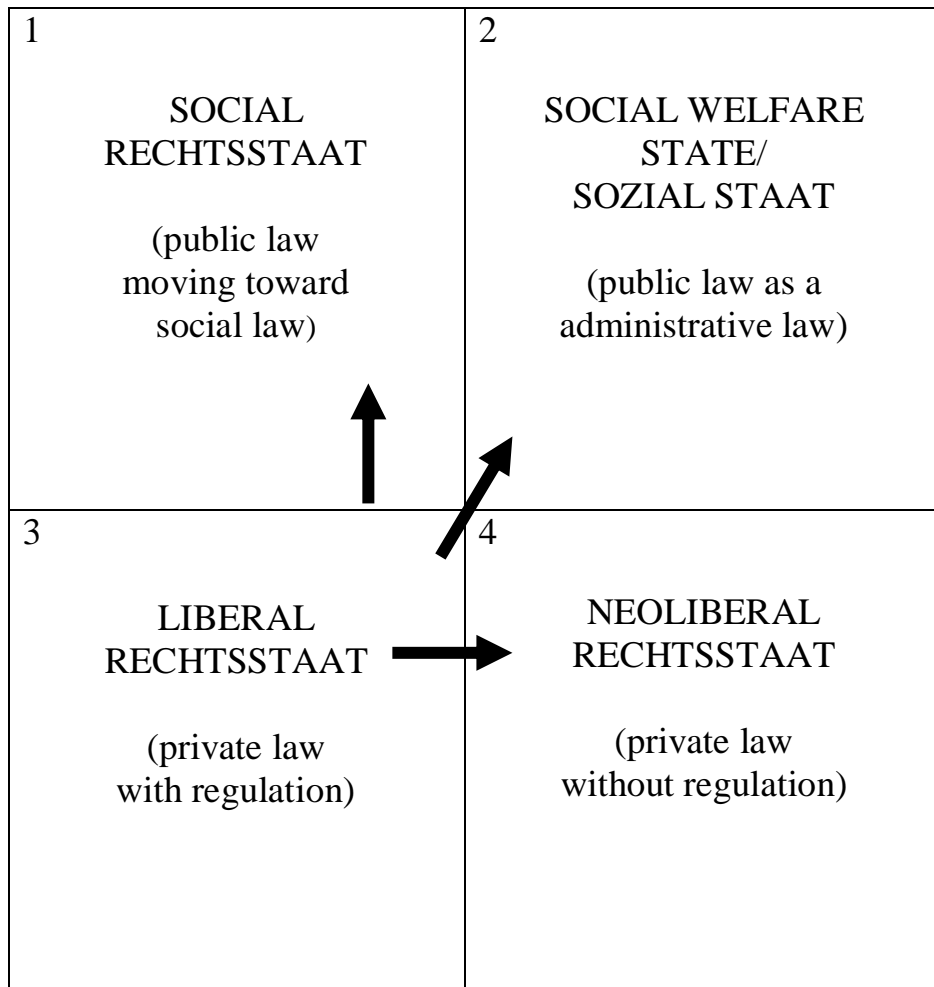 1
SOCIAL
RECHTSSTAAT
(public law
moving toward
social law)
2
SOCIAL WELFARE
STATE/
SOZIAL STAAT
(public law as a
administrative law)
3
LIBERAL
RECHTSSTAAT
(private law
with regulation)
4
NEOLIBERAL
RECHTSSTAAT
(private law
without regulation)